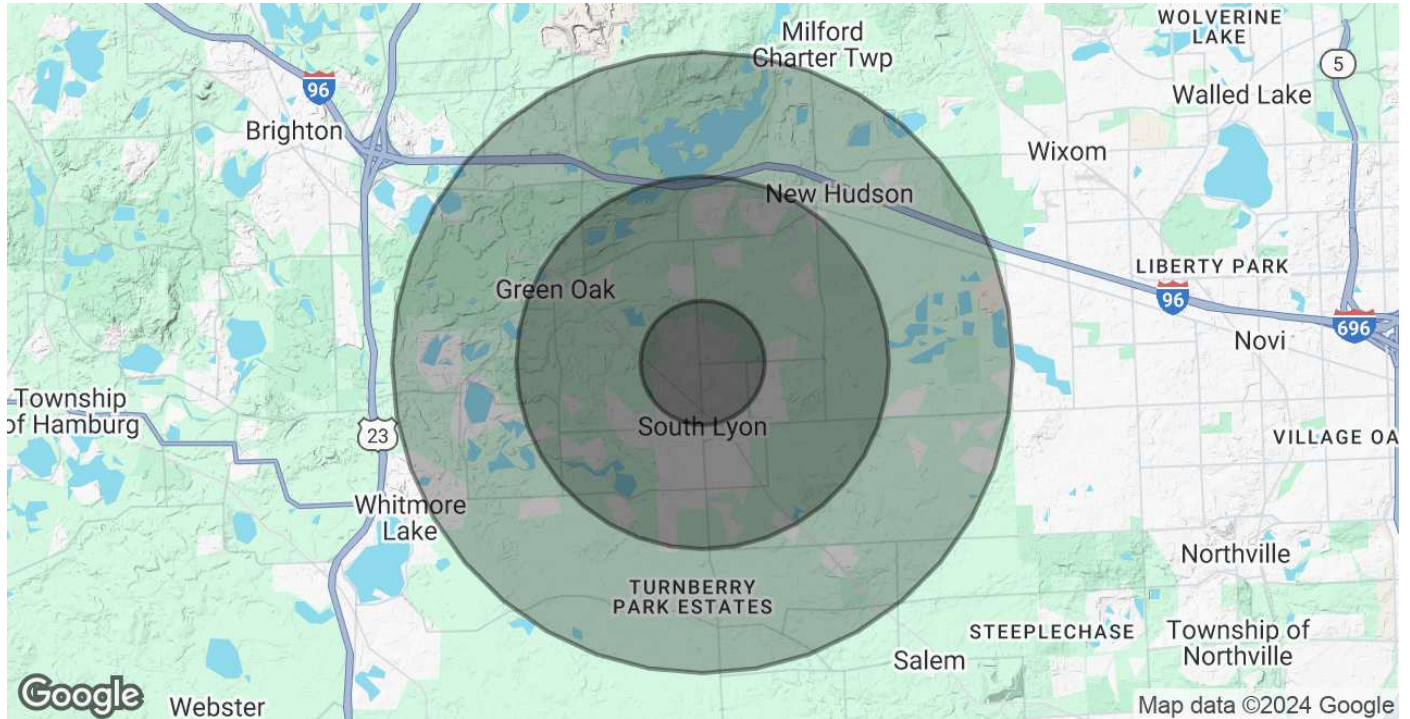 WOLVERINE
LAKE
Milford
Charter Twp
5
96
Walled Lake
Brighton
Wixom
New Hudson
LIBERTY PARK
Green Oak
96
696
Novi
Township
of Hamburg
South Lyon
23
VILLAGE OA
Whitmore
Lake
Northville
TURNBERRY
PARK ESTATES
STEEPLECHASE
Township of
Northville
Salem
Google
Webster
Map data ©2024 Google